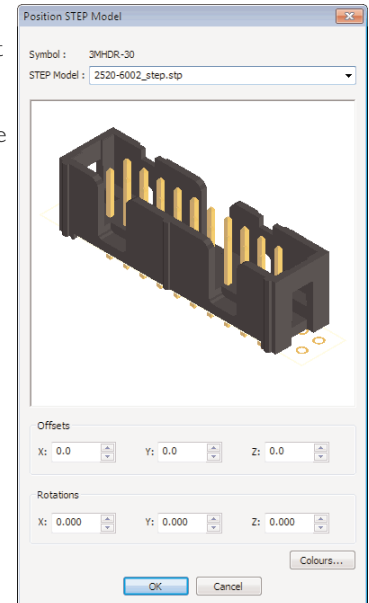 Position STEP Model
Symbol : 3MHDR-30
STEP Model : 2520-6002_step.stp
Offsets
X: 0.0 Y: 0.0 Z: 0.0
Rotations
X: 0.000 Y: 0.000 Z: 0.000
Colours...
OK Cancel